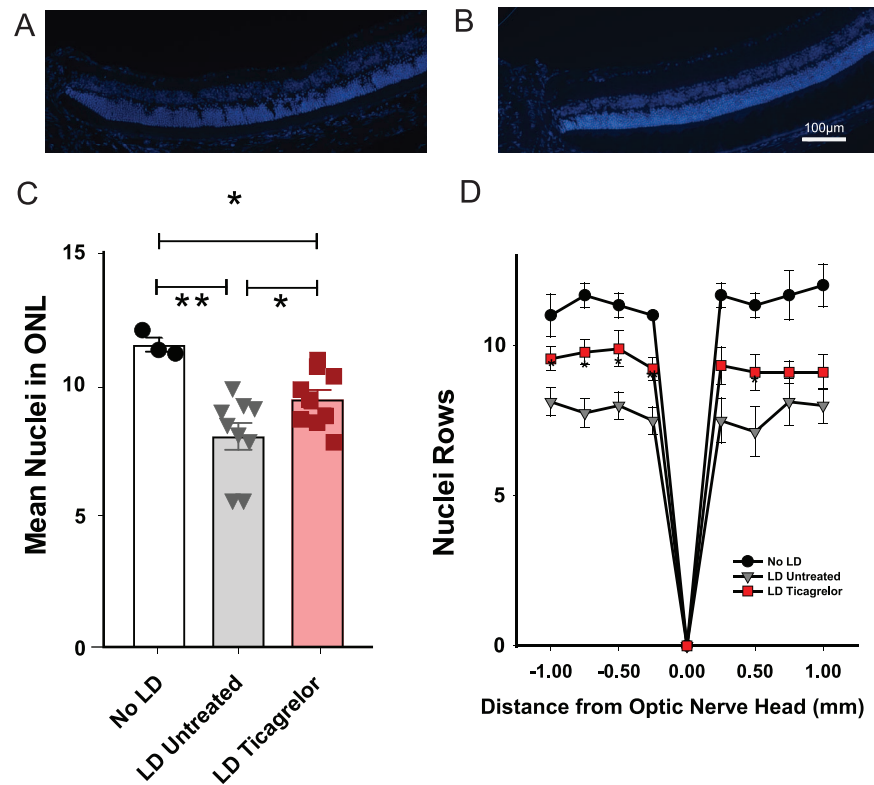 A
B
100μm
C
*
**
*
15
10
5
0
Mean Nuclei in ONL
No LD
LD Untreated
LD Ticagrelor
D
10
5
0
Nuclei Rows
*
*
*
**
*
No LD
LD Untreated
LD Ticagrelor
-1.00 -0.50 0.00 0.50 1.00
Distance from Optic Nerve Head (mm)